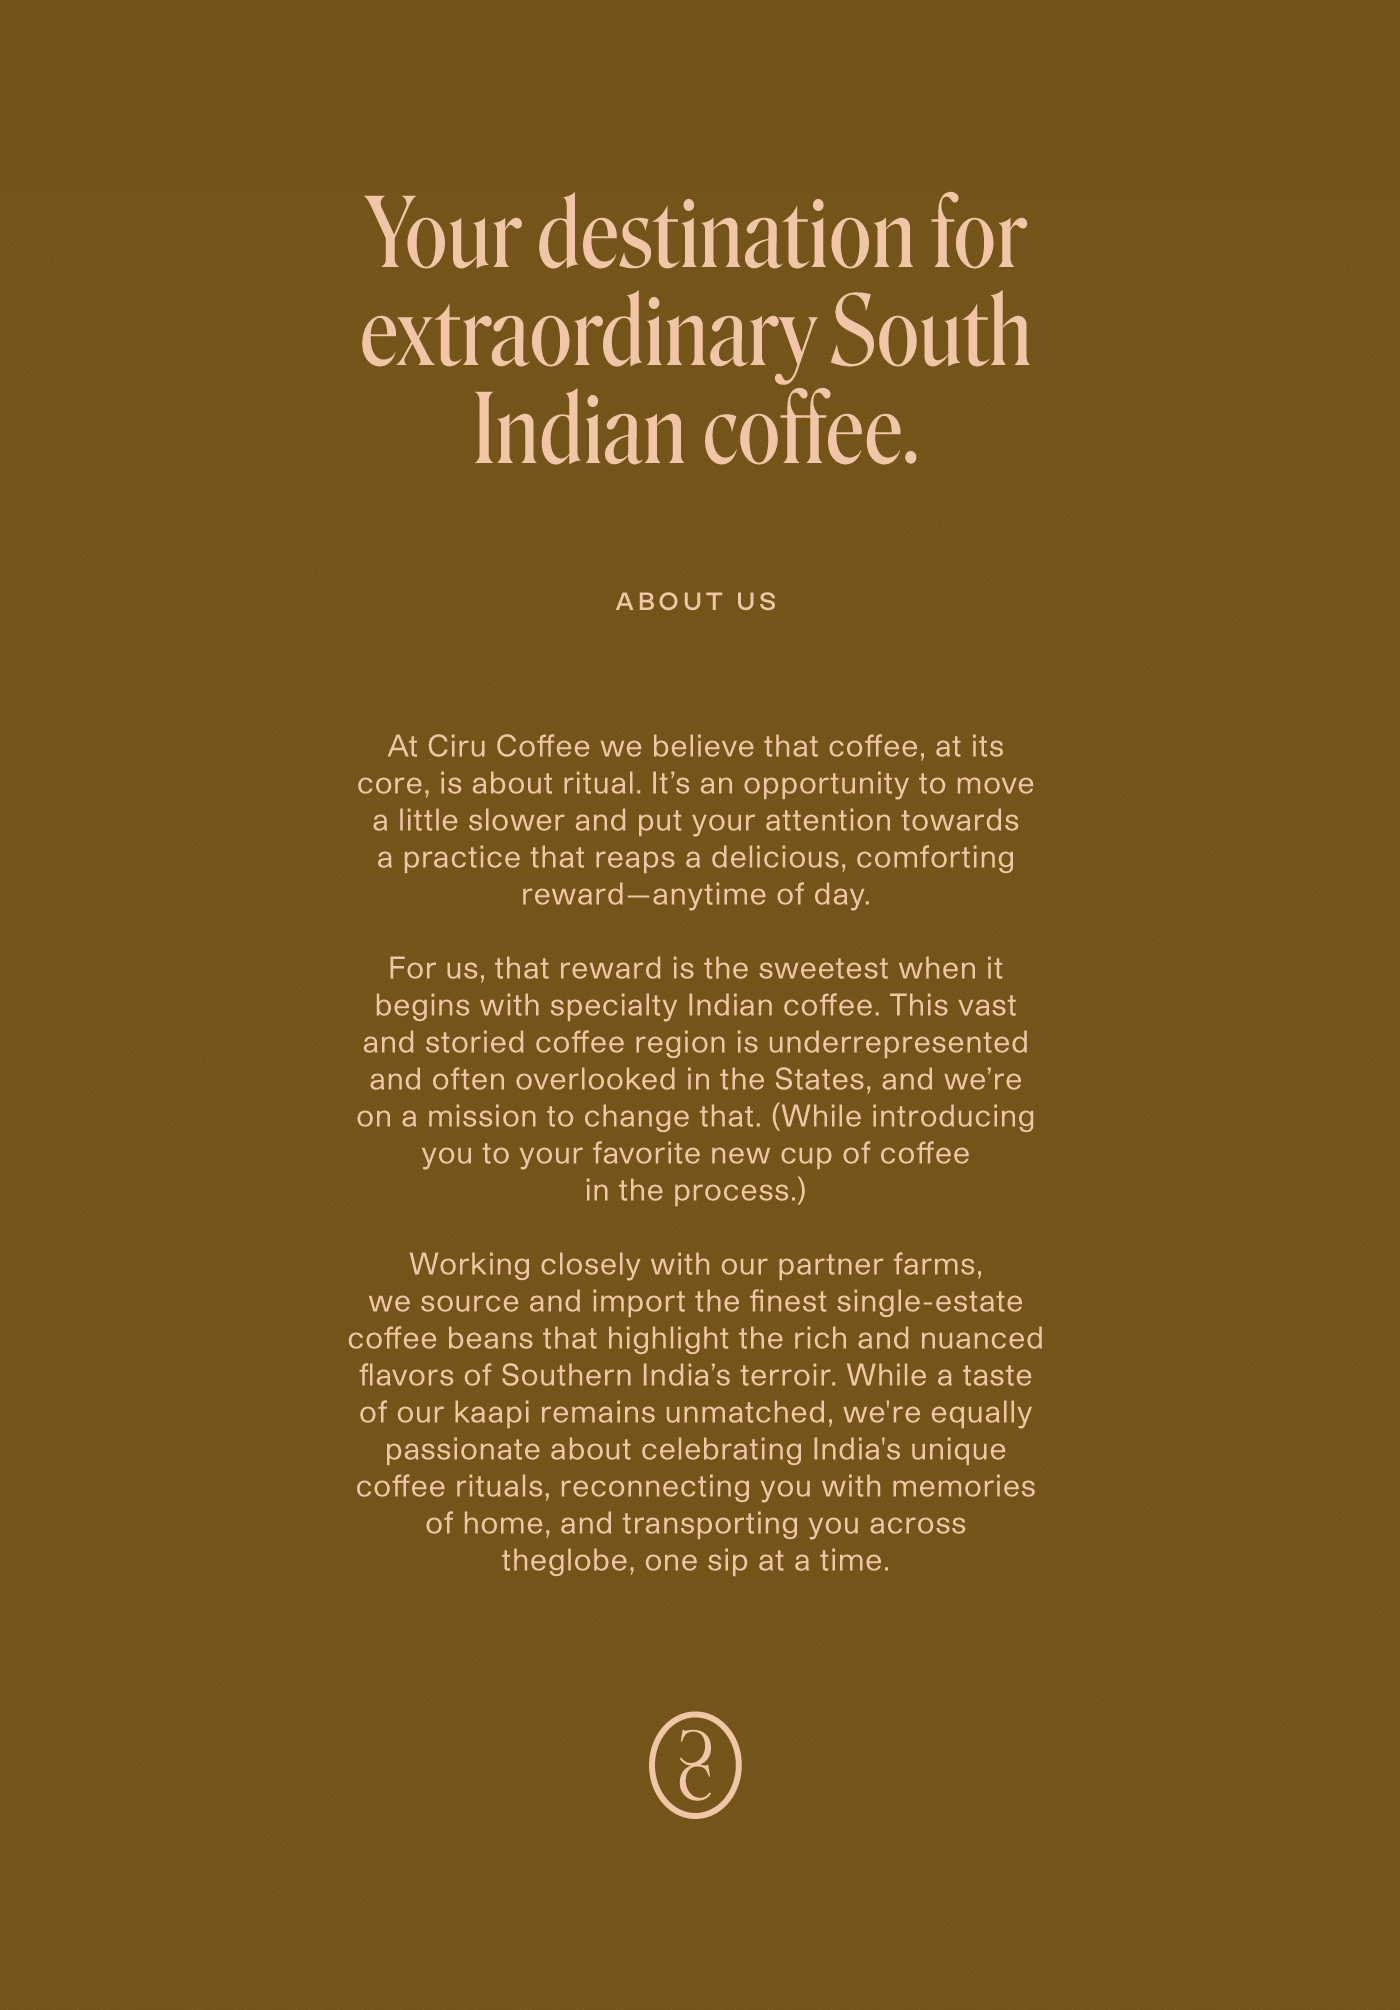 Your destination for
extraordinary South
Indian coffee.
ABOUT US
At Ciru Coffee we believe that coffee, at its
core, is about ritual. It’s an opportunity to move
a little slower and put your attention towards
a practice that reaps a delicious, comforting
reward—anytime of day.
For us, that reward is the sweetest when it
begins with specialty Indian coffee. This vast
and storied coffee region is underrepresented
and often overlooked in the States, and we’re
on a mission to change that. (While introducing
you to your favorite new cup of coffee
in the process.)
Working closely with our partner farms,
we source and import the finest single-estate
coffee beans that highlight the rich and nuanced
flavors of Southern India’s terroir. While a taste
of our kaapi remains unmatched, we're equally
passionate about celebrating India's unique
coffee rituals, reconnecting you with memories
of home, and transporting you across
theglobe, one sip at a time.